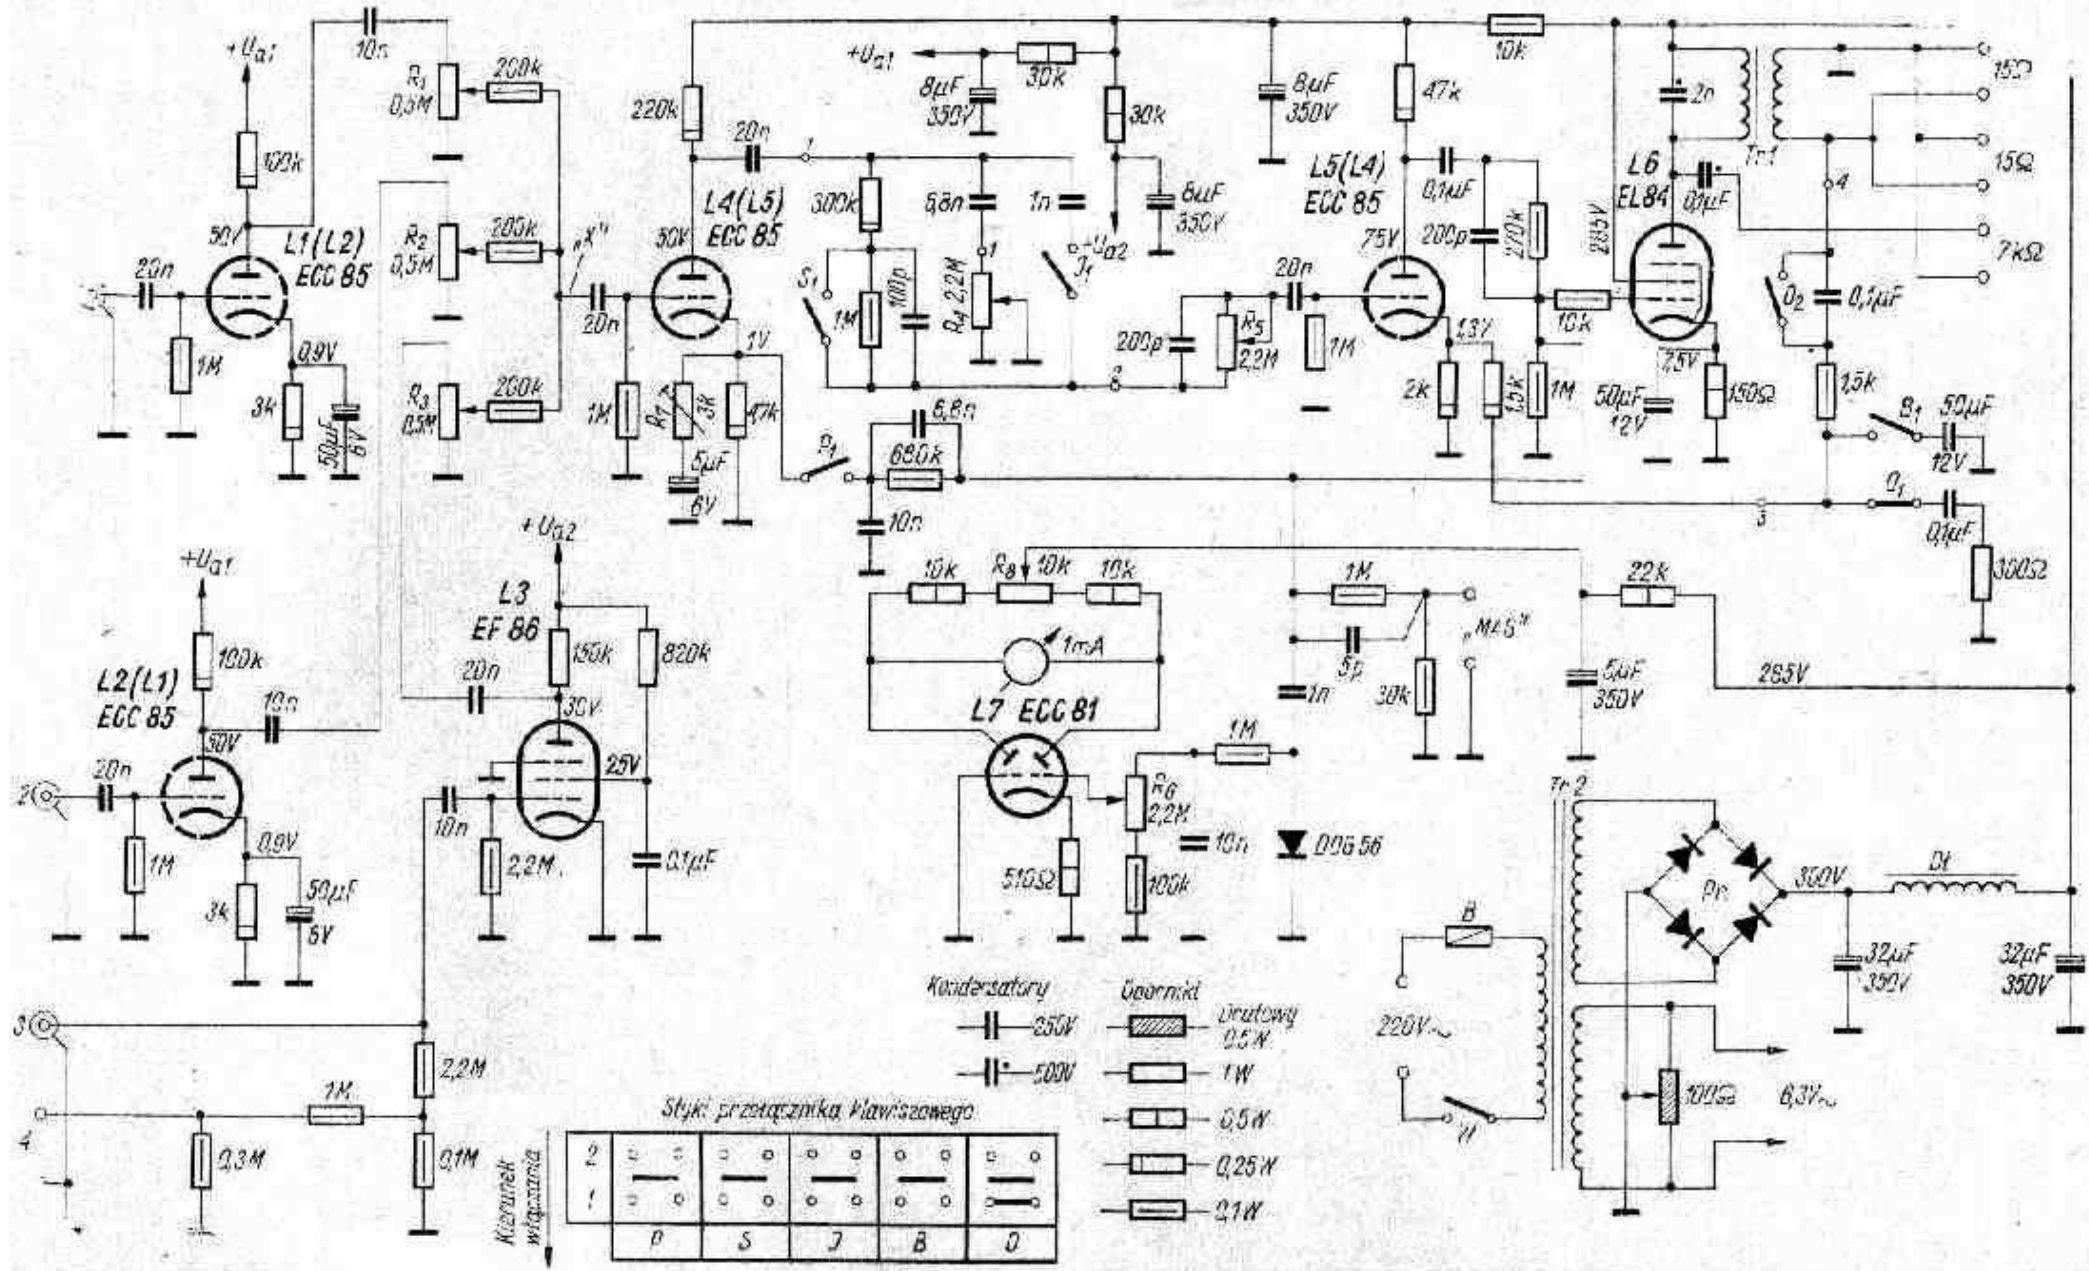 10n
+Ua1
100k
50V
L1(L2)
ECC 85
20n
1M
0,9V
3k
50µF
6V
R1
0,5M
200k
R2
0,5M
200k
R3
0,5M
200k
„X"
20n
1M
220k
20n
1
50V
L4(L5)
ECC 85
1V
R7
3k
4,7k
5µF
6V
+Ua1
8µF
350V
30k
30k
300k
6,8n
1n
8µF
350V
+Ua2
S1
1M
100p
1
R4 2,2M
J1
2
P1
6,8n
680k
10n
8µF
350V
47k
10k
L5(L4)
ECC 85
75V
0,1µF
200p
270k
285V
20n
200p
R5
2,2M
1M
1,3V
2k
1,5k
1M
10k
L6
EL84
2n
0,1µF
Tr1
7,5V
50µF
12V
150Ω
4
O2
0,1µF
1,5k
B1
50µF
12V
3
O1
0,1µF
300Ω
15Ω
15Ω
7kΩ
+Ua1
100k
L2(L1)
ECC 85
10n
50V
2
20n
1M
0,9V
3k
50µF
6V
+Ua2
L3
EF 86
150k
820k
20n
30V
25V
10n
2,2M
0,1µF
3
2,2M
1M
4
0,3M
0,1M
10k
R8
10k
10k
1mA
L7 ECC 81
510Ω
R6
2,2M
100k
1M
10n
1n
DOG 56
1M
5p
30k
„MAG"
22k
5µF
350V
285V
Tr2
Pr
300V
Dł
32µF
350V
32µF
350V
B
220V~
W
100Ω
6,3V~
Kondensatory
250V
500V
Oporniki
Drutowy
0,5W
1W
0,5W
0,25W
0,1W
Styki przełącznika klawiszowego
Kierunek
włączania
2
1
P
S
J
B
O